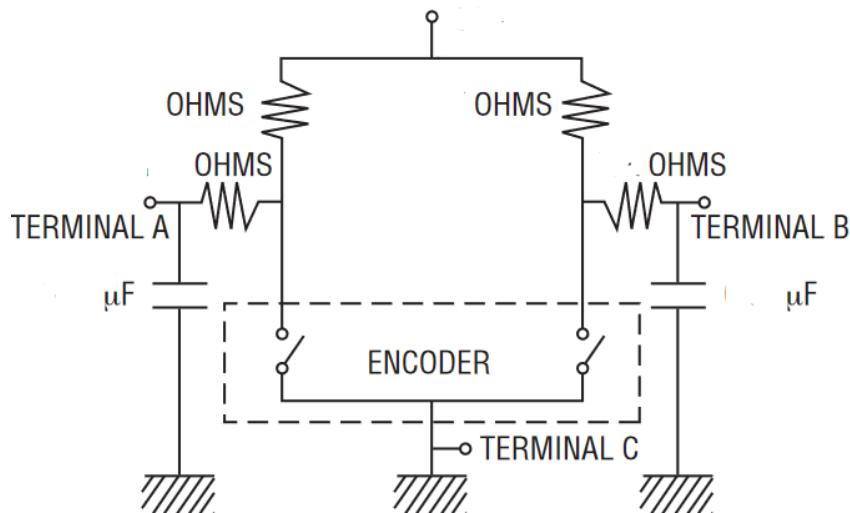 OHMS
OHMS
OHMS
OHMS
TERMINAL A
TERMINAL B
μF
μF
ENCODER
TERMINAL C